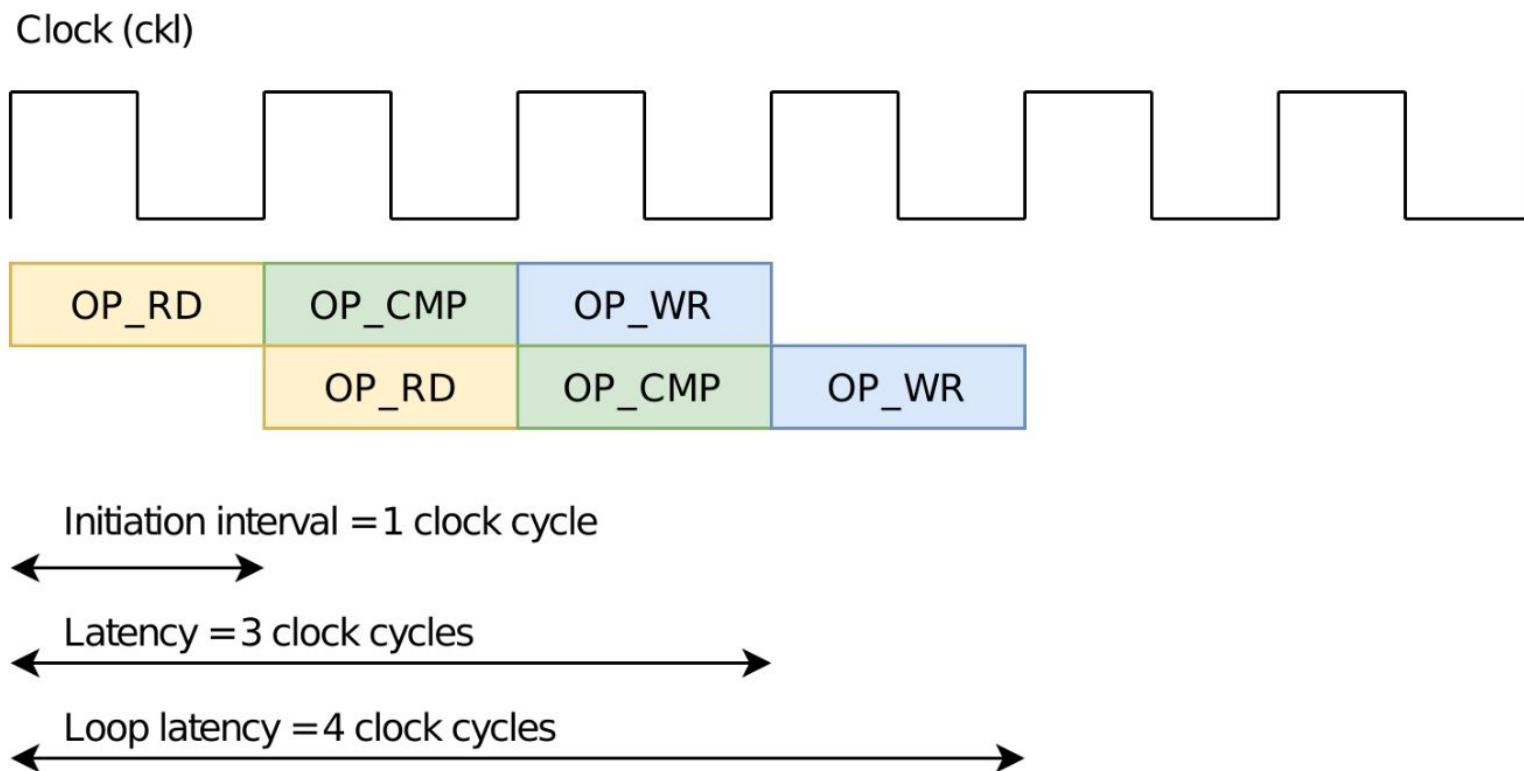 Clock (ckl)
OP_RD OP_CMP OP_WR
OP_RD OP_CMP OP_WR
Initiation interval = 1 clock cycle
Latency = 3 clock cycles
Loop latency = 4 clock cycles